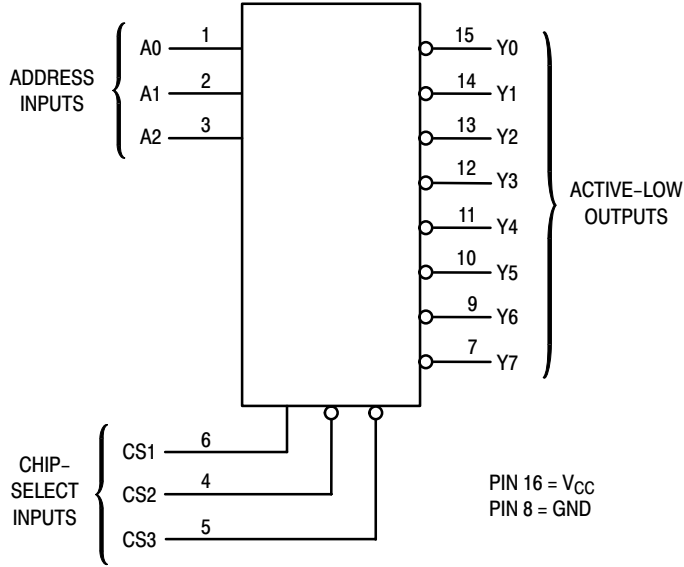 ADDRESS
INPUTS
A0 1
A1 2
A2 3
15 Y0
14 Y1
13 Y2
12 Y3
11 Y4
10 Y5
9 Y6
7 Y7
ACTIVE-LOW
OUTPUTS
CHIP-
SELECT
INPUTS
CS1 6
CS2 4
CS3 5
PIN 16 = VCC
PIN 8 = GND